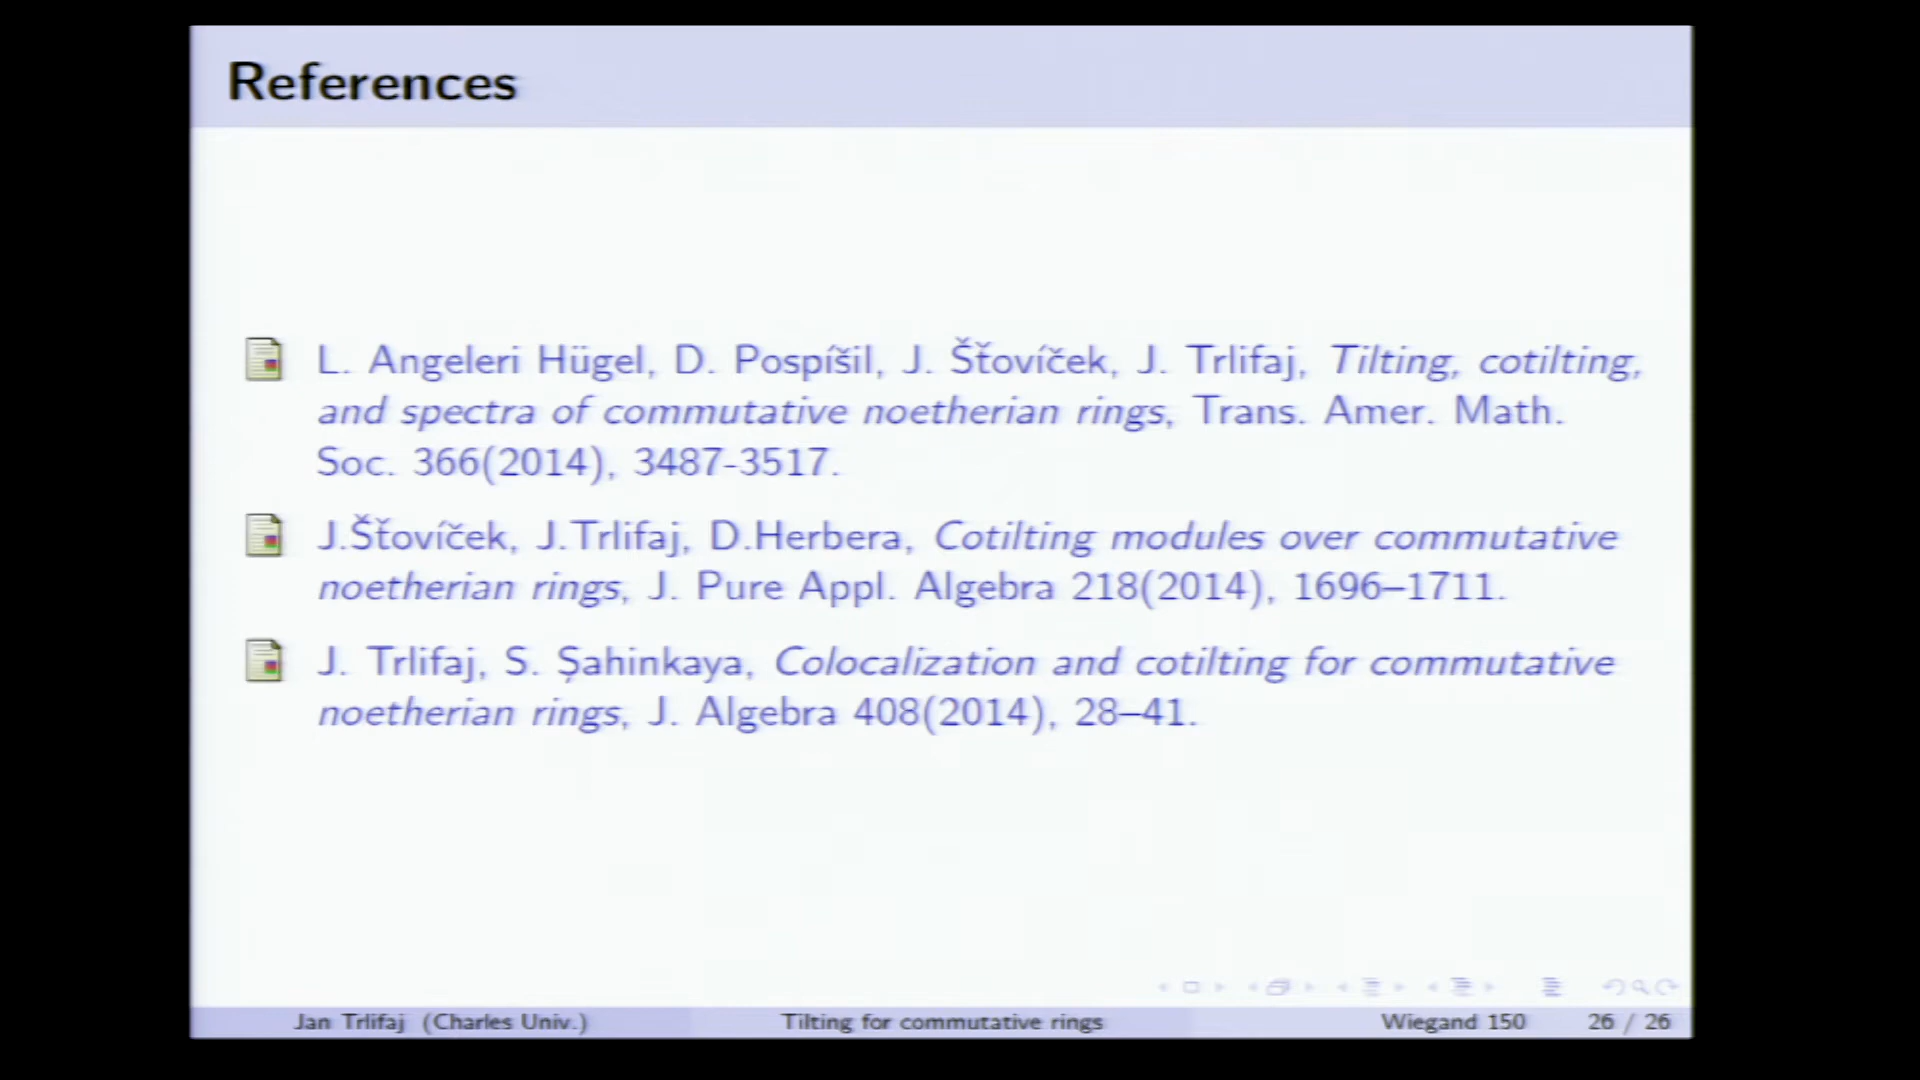 References
L. Angeleri Hügel, D. Pospíšil, J. Šťovíček, J. Trlifaj, Tilting, cotilting,
and spectra of commutative noetherian rings, Trans. Amer. Math.
Soc. 366(2014), 3487-3517.
J.Šťovíček, J.Trlifaj, D.Herbera, Cotilting modules over commutative
noetherian rings, J. Pure Appl. Algebra 218(2014), 1696–1711.
J. Trlifaj, S. Şahinkaya, Colocalization and cotilting for commutative
noetherian rings, J. Algebra 408(2014), 28–41.
Jan Trlifaj (Charles Univ.) Tilting for commutative rings Wiegand 150 26 / 26